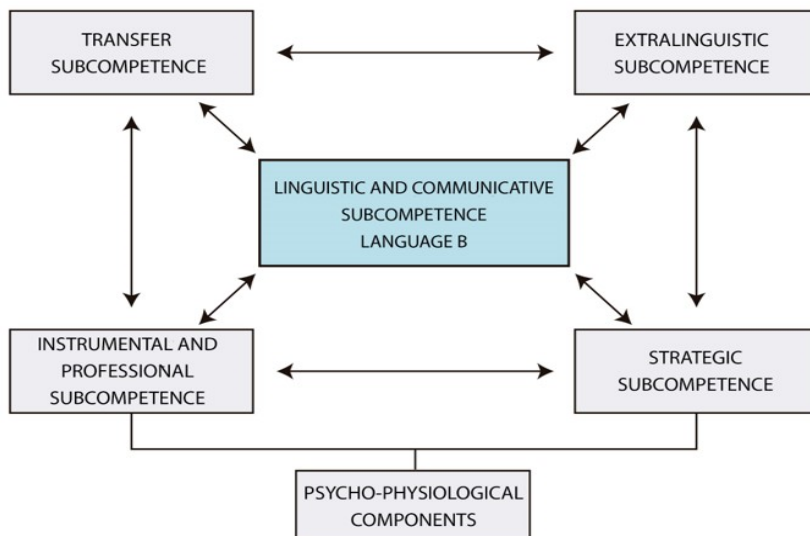 TRANSFER
SUBCOMPETENCE
EXTRALINGUISTIC
SUBCOMPETENCE
LINGUISTIC AND COMMUNICATIVE
SUBCOMPETENCE
LANGUAGE B
INSTRUMENTAL AND
PROFESSIONAL
SUBCOMPETENCE
STRATEGIC
SUBCOMPETENCE
PSYCHO-PHYSIOLOGICAL
COMPONENTS